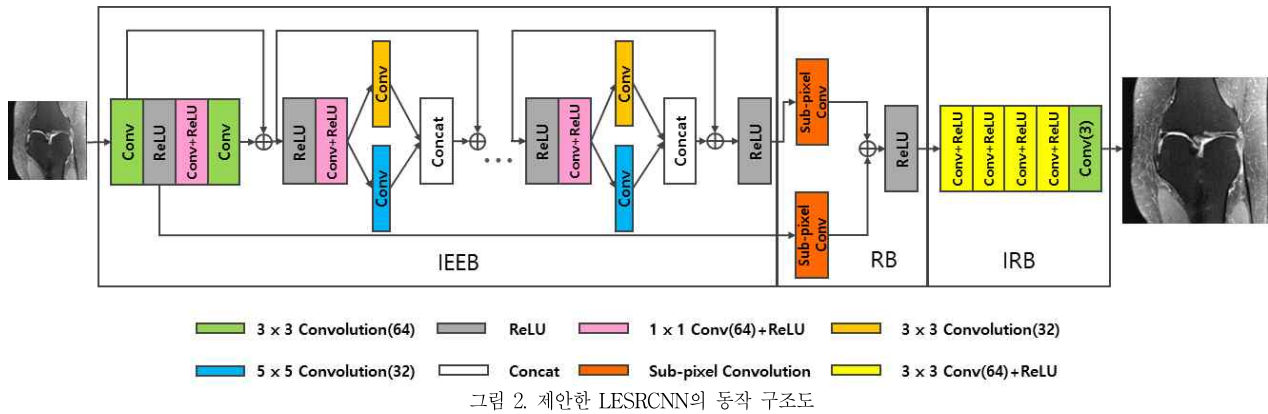 Conv
ReLU
Conv+ReLU
Conv
ReLU
Conv+ReLU
Conv
Conv
Concat
...
ReLU
Conv+ReLU
Conv
Conv
Concat
ReLU
IEEB
Sub-pixel
Conv
Sub-pixel
Conv
ReLU
RB
Conv+ReLU
Conv+ReLU
Conv+ReLU
Conv+ReLU
Conv(3)
IRB
3 x 3 Convolution(64)
ReLU
1 x 1 Conv(64)+ReLU
3 x 3 Convolution(32)
5 x 5 Convolution(32)
Concat
Sub-pixel Convolution
3 x 3 Conv(64)+ReLU
그림 2. 제안한 LESRCNN의 동작 구조도